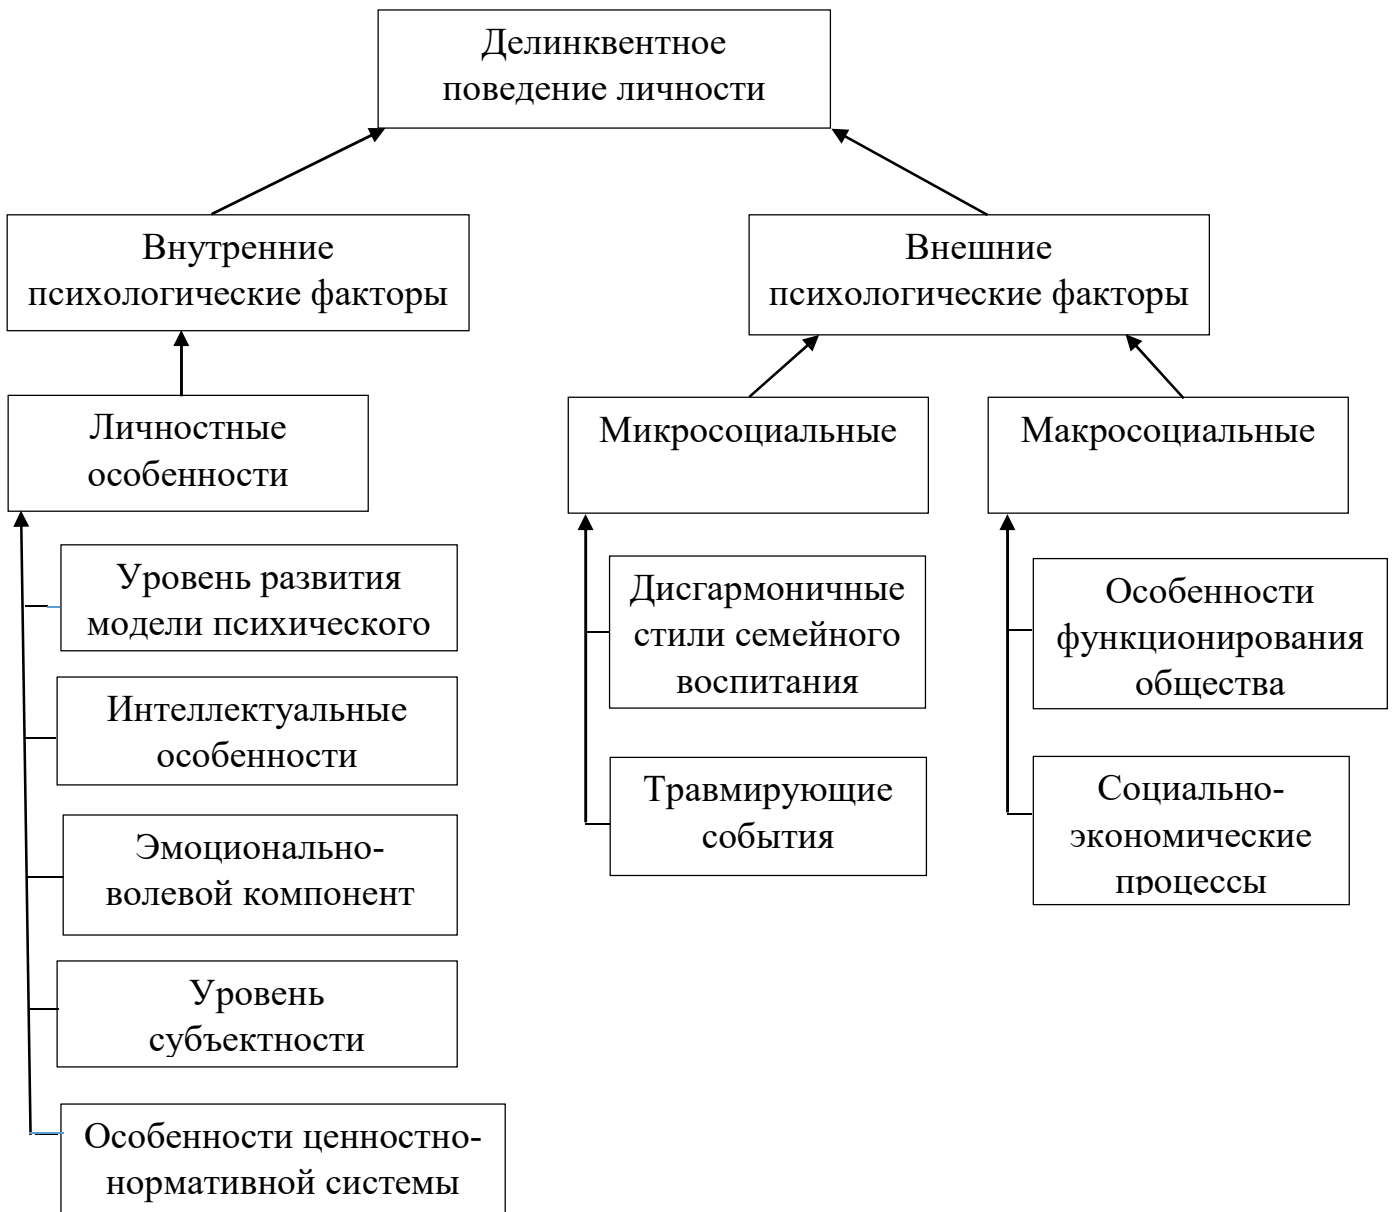 Делинквентное
поведение личности
Внутренние
психологические факторы
Внешние
психологические факторы
Личностные
особенности
Микросоциальные
Макросоциальные
Уровень развития
модели психического
Интеллектуальные
особенности
Эмоционально-
волевой компонент
Уровень
субъектности
Особенности ценностно-
нормативной системы
Дисгармоничные
стили семейного
воспитания
Травмирующие
события
Особенности
функционирования
общества
Социально-
экономические
процессы